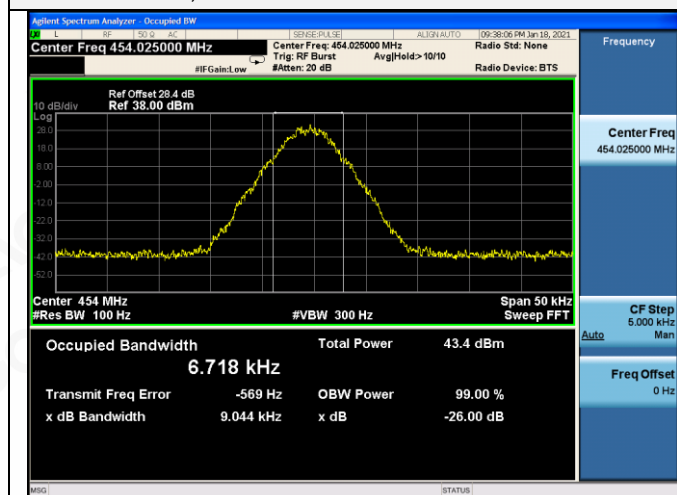 Agilent Spectrum Analyzer - Occupied BW
LXI L RF 50 Ω AC SENSE:PULSE ALIGN AUTO 09:38:06 PM Jan 18, 2021
Center Freq 454.025000 MHz
Center Freq: 454.025000 MHz
Radio Std: None
Trig: RF Burst Avg|Hold:> 10/10
#IFGain:Low
#Atten: 20 dB
Radio Device: BTS
Frequency
Ref Offset 28.4 dB
10 dB/div Ref 38.00 dBm
Log
28.0
18.0
8.00
-2.00
-12.0
-22.0
-32.0
-42.0
-52.0
Center 454 MHz
Span 50 kHz
#Res BW 100 Hz
#VBW 300 Hz
Sweep FFT
Occupied Bandwidth
Total Power 43.4 dBm
6.718 kHz
Transmit Freq Error -569 Hz OBW Power 99.00 %
x dB Bandwidth 9.044 kHz x dB -26.00 dB
Center Freq
454.025000 MHz
CF Step
5.000 kHz
Auto Man
Freq Offset
0 Hz
MSG
STATUS